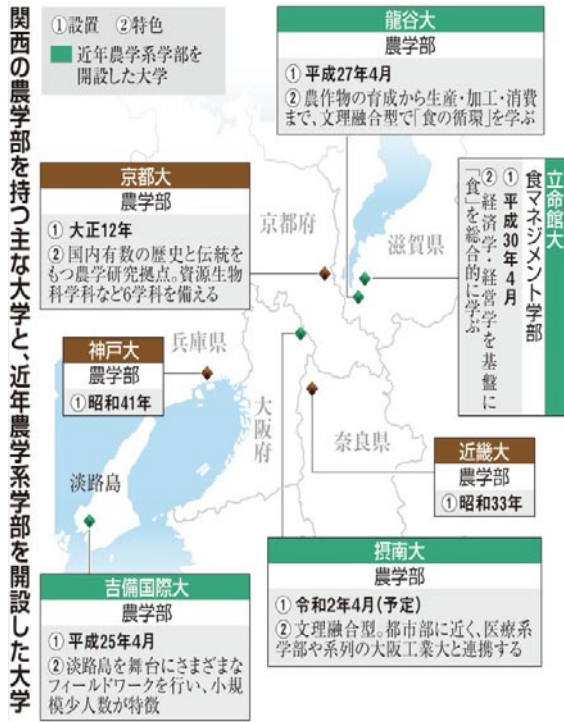 関西の農学部を持つ主な大学と、近年農学系学部を開設した大学
①設置 ②特色
近年農学系学部を
開設した大学
龍谷大
農学部
① 平成27年4月
② 農作物の育成から生産・加工・消費
まで、文理融合型で「食の循環」を学ぶ
立命館大
食マネジメント学部
① 平成30年4月
② 経済学・経営学を基盤に
「食」を総合的に学ぶ
京都大
農学部
① 大正12年
② 国内有数の歴史と伝統を
もつ農学研究拠点。資源生物
科学科など6学科を備える
京都府
滋賀県
兵庫県
神戸大
農学部
① 昭和41年
大阪府
奈良県
淡路島
近畿大
農学部
① 昭和33年
吉備国際大
農学部
① 平成25年4月
② 淡路島を舞台にさまざまな
フィールドワークを行い、小規
模少人数が特徴
摂南大
農学部
① 令和2年4月(予定)
② 文理融合型。都市部に近く、医療系
学部や系列の大阪工業大と連携する